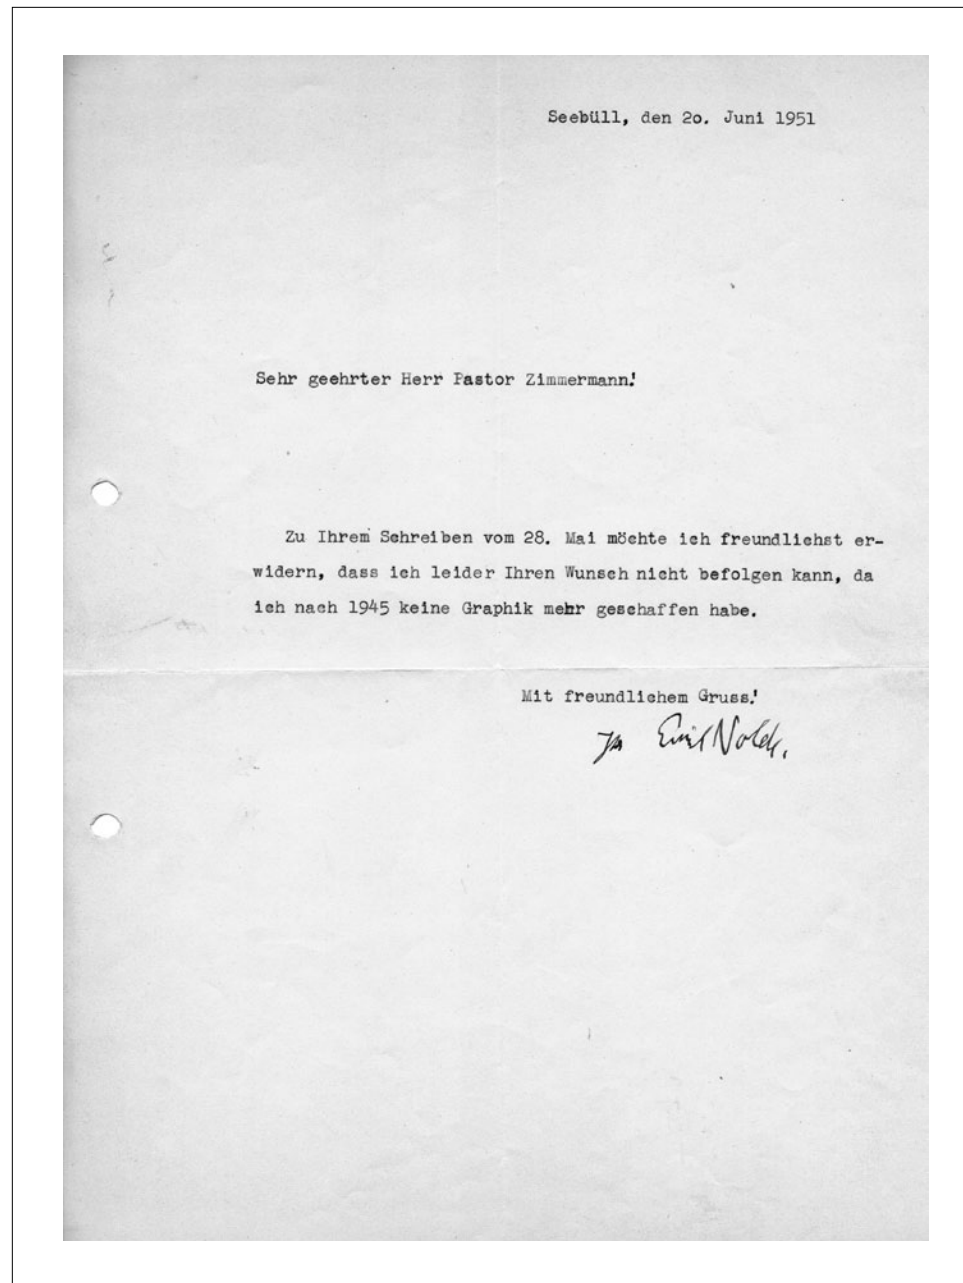 Seebüll, den 2o. Juni 1951
Sehr geehrter Herr Pastor Zimmermann!
Zu Ihrem Schreiben vom 28. Mai möchte ich freundlichst er-
widern, dass ich leider Ihren Wunsch nicht befolgen kann, da
ich nach 1945 keine Graphik mehr geschaffen habe.
Mit freundlichem Gruss!
Emil Nolde.